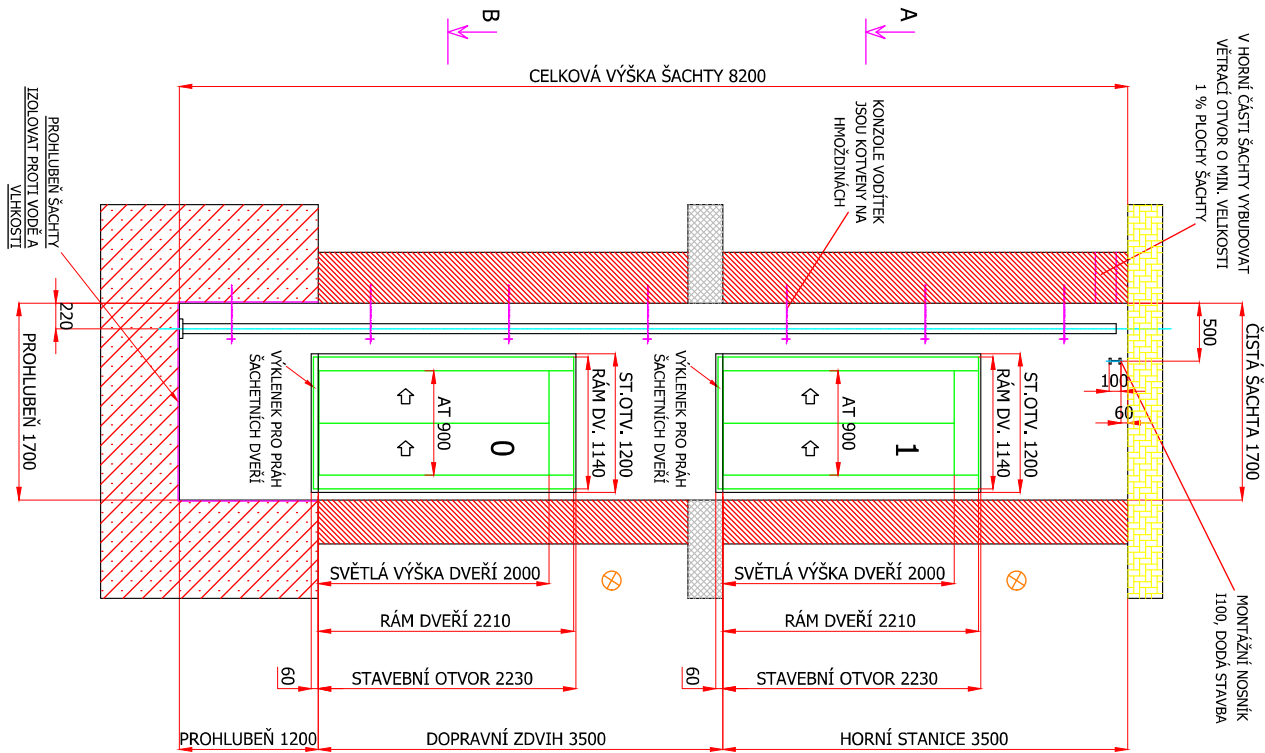 B
A
V HORNÍ ČÁSTI ŠACHTY VYBUDOVAT
VĚTRACÍ OTVOR O MIN. VELIKOSTI
1 % PLOCHY ŠACHTY
CELKOVÁ VÝŠKA ŠACHTY 8200
KONZOLE VODÍTEK
JSOU KOTVENY NA
HMOŽDINÁCH
PROHLUBEŇ ŠACHTY
IZOLOVAT PROTI VODĚ A
VLHKOSTI
220
PROHLUBEŇ 1700
500
ČISTÁ ŠACHTA 1700
100
60
VÝKLENEK PRO PRÁH
ŠACHETNÍCH DVEŘÍ
AT 900
0
RÁM DV. 1140
ST.OTV. 1200
VÝKLENEK PRO PRÁH
ŠACHETNÍCH DVEŘÍ
AT 900
1
RÁM DV. 1140
ST.OTV. 1200
MONTÁŽNÍ NOSNÍK
I100, DODÁ STAVBA
SVĚTLÁ VÝŠKA DVEŘÍ 2000
SVĚTLÁ VÝŠKA DVEŘÍ 2000
RÁM DVEŘÍ 2210
RÁM DVEŘÍ 2210
60
STAVEBNÍ OTVOR 2230
60
STAVEBNÍ OTVOR 2230
PROHLUBEŇ 1200
DOPRAVNÍ ZDVIH 3500
HORNÍ STANICE 3500